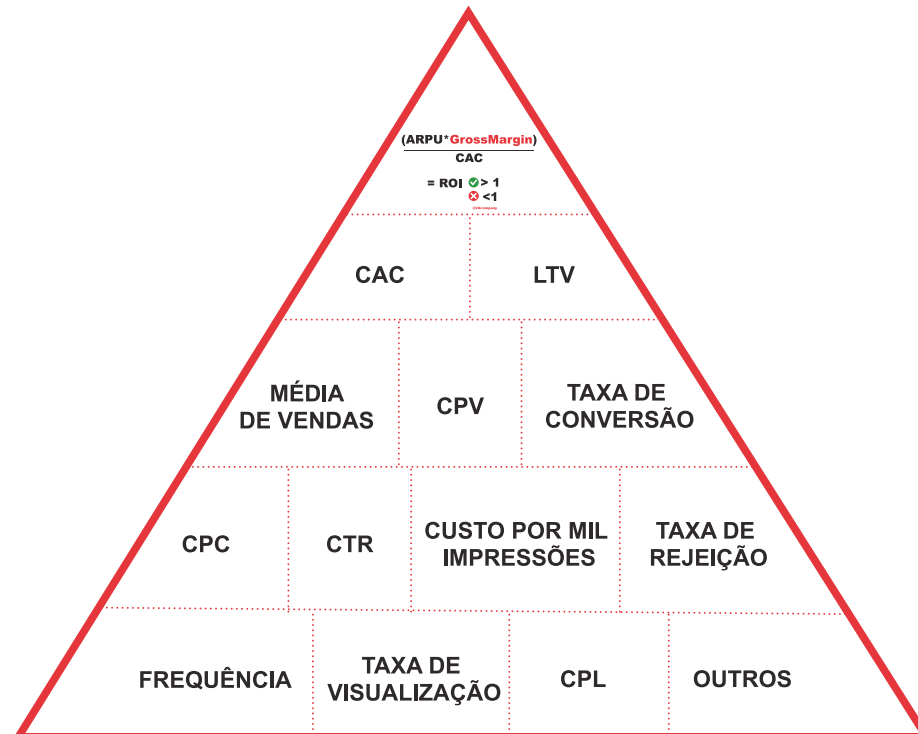 (ARPU*GrossMargin)
CAC
= ROI > 1
<1
CAC
LTV
MÉDIA
DE VENDAS
CPV
TAXA DE
CONVERSÃO
CPC
CTR
CUSTO POR MIL
IMPRESSÕES
TAXA DE
REJEIÇÃO
FREQUÊNCIA
TAXA DE
VISUALIZAÇÃO
CPL
OUTROS